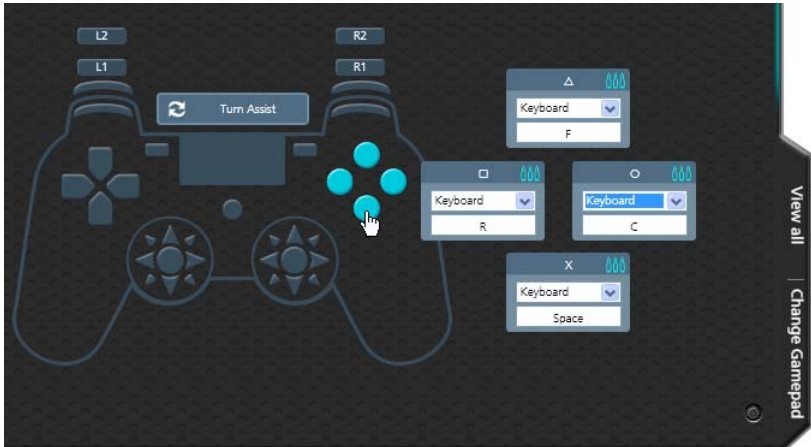 L2
R2
L1
R1
Turn Assist
△
Keyboard
F
□
Keyboard
R
○
Keyboard
C
X
Keyboard
Space
View all
Change Gamepad